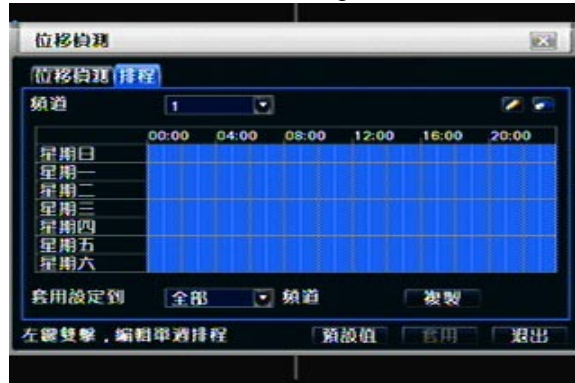 位移偵測
位移偵測 排程
頻道 1
00:00 04:00 08:00 12:00 16:00 20:00
星期日
星期一
星期二
星期三
星期四
星期五
星期六
套用設定到 全部 頻道 複製
左鍵雙擊，編輯單週排程 預設值 套用 退出